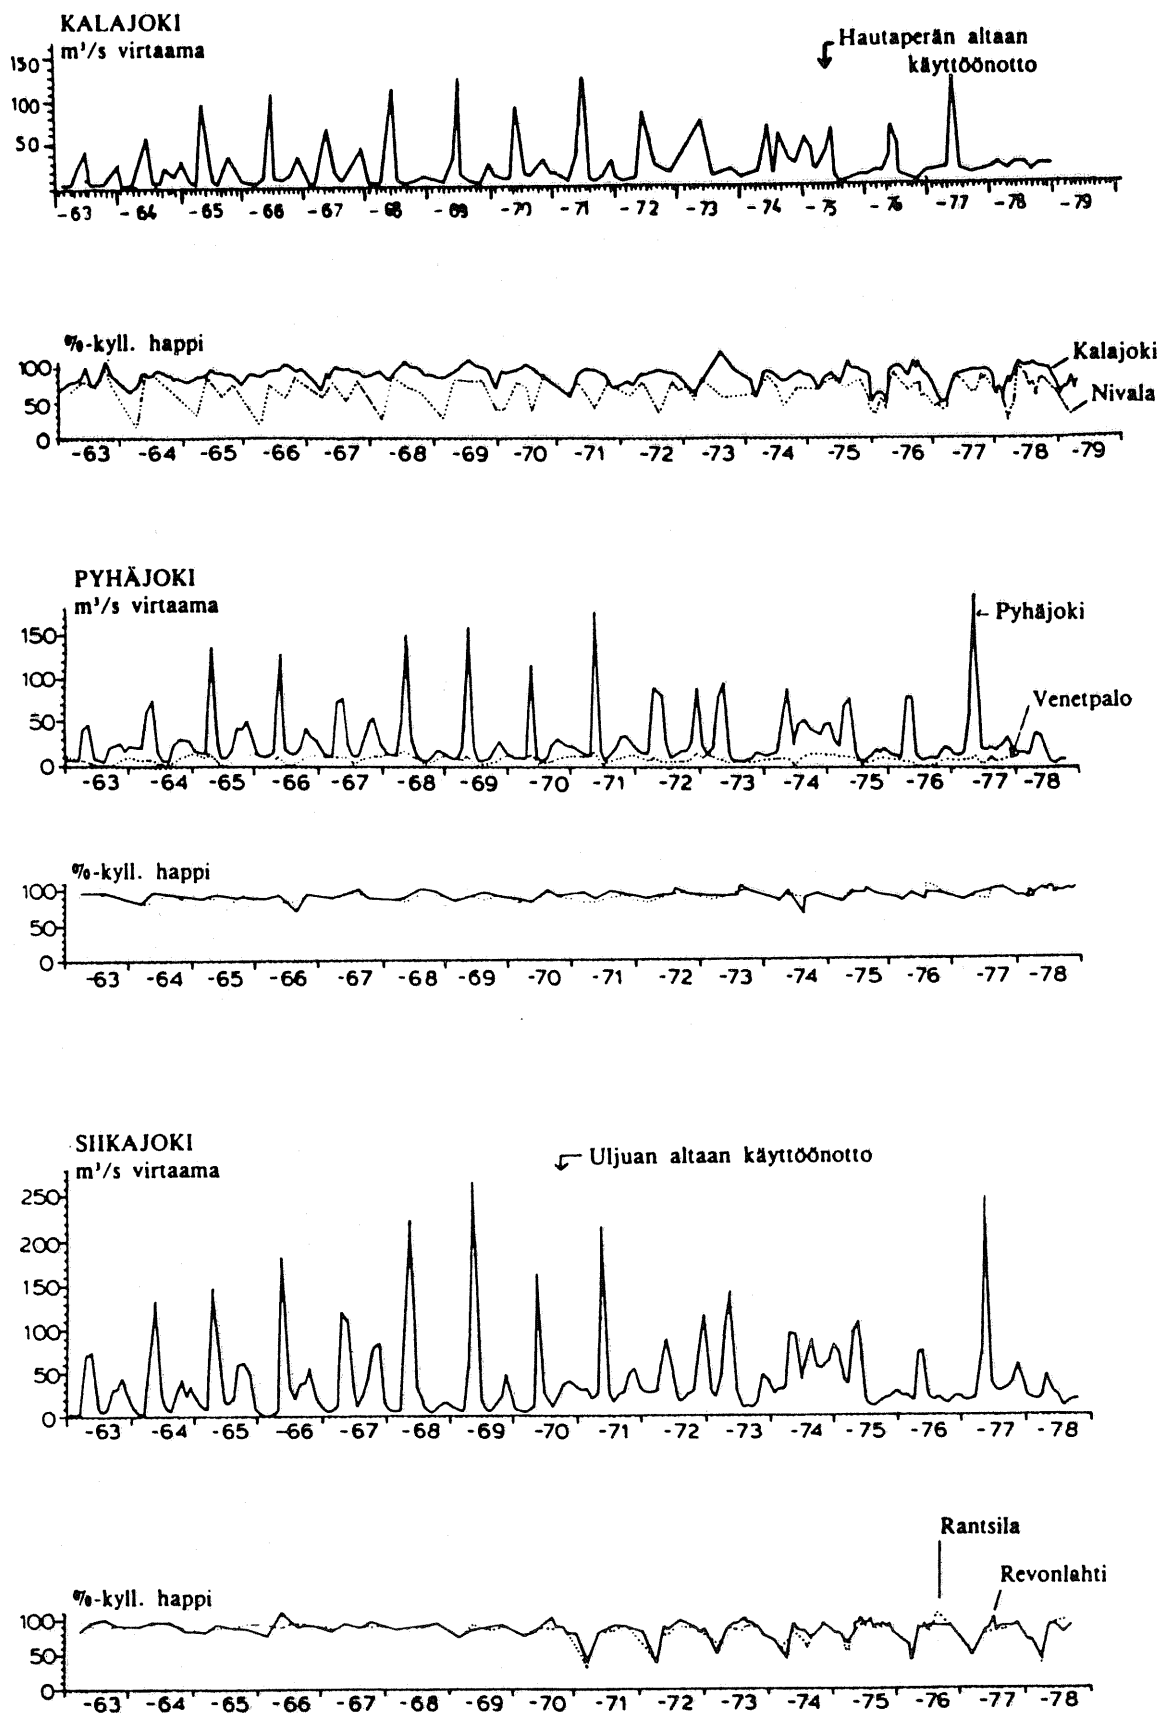 KALAJOKI
m³/s virtaama
Hautaperän altaan
käyttöönotto
150
100
50
-63 -64 -65 -66 -67 -68 -69 -70 -71 -72 -73 -74 -75 -76 -77 -78 -79
%-kyll. happi
100
50
0
Kalajoki
Nivala
-63 -64 -65 -66 -67 -68 -69 -70 -71 -72 -73 -74 -75 -76 -77 -78 -79
PYHÄJOKI
m³/s virtaama
150
100
50
0
Pyhäjoki
Venetpalo
-63 -64 -65 -66 -67 -68 -69 -70 -71 -72 -73 -74 -75 -76 -77 -78
%-kyll. happi
100
50
0
-63 -64 -65 -66 -67 -68 -69 -70 -71 -72 -73 -74 -75 -76 -77 -78
SIIKAJOKI
m³/s virtaama
Uljuan altaan käyttöönotto
250
200
150
100
50
0
-63 -64 -65 -66 -67 -68 -69 -70 -71 -72 -73 -74 -75 -76 -77 -78
Rantsila
Revonlahti
%-kyll. happi
100
50
0
-63 -64 -65 -66 -67 -68 -69 -70 -71 -72 -73 -74 -75 -76 -77 -78